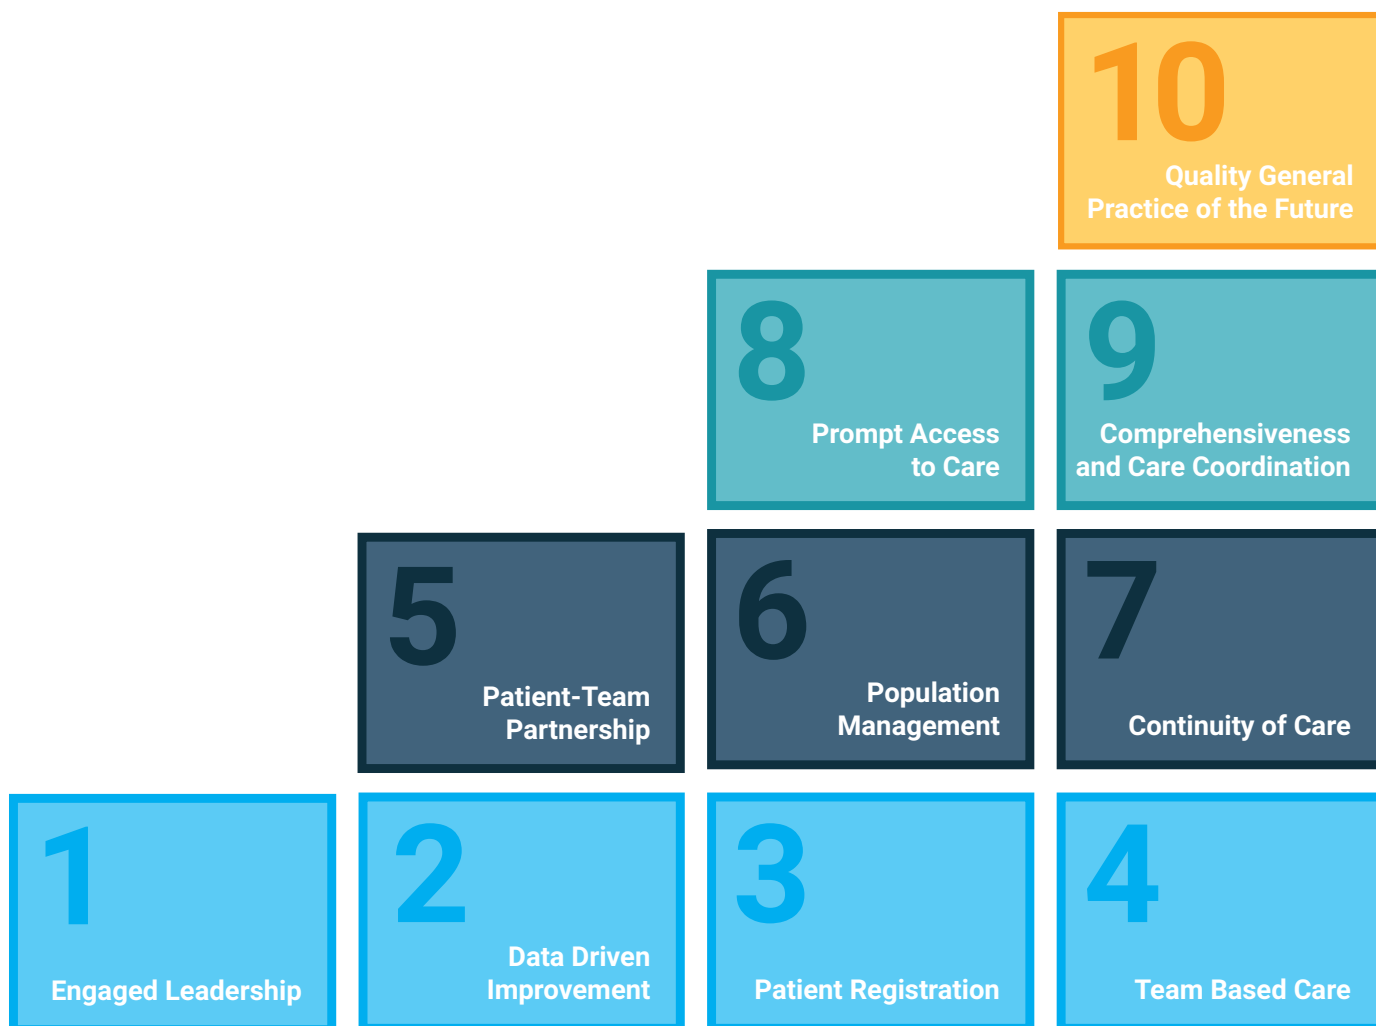 10
Quality General
Practice of the Future
8
Prompt Access
to Care
9
Comprehensiveness
and Care Coordination
5
Patient-Team
Partnership
6
Population
Management
7
Continuity of Care
1
Engaged Leadership
2
Data Driven
Improvement
3
Patient Registration
4
Team Based Care